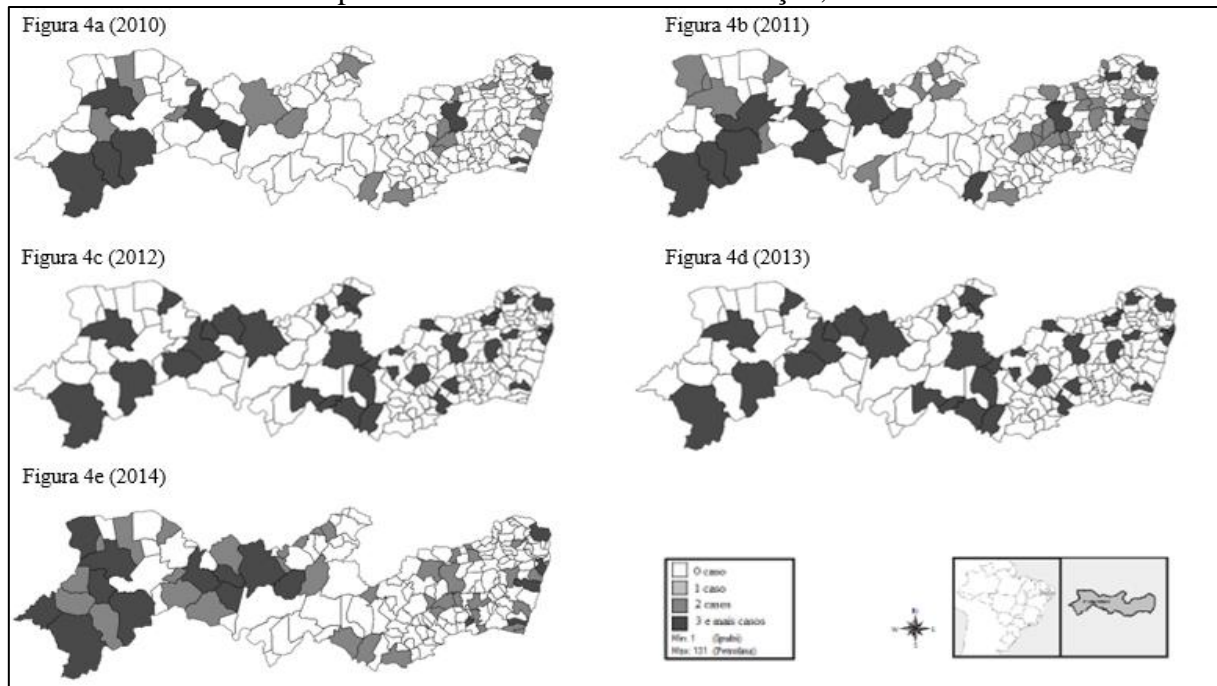 Figura 4a (2010)
Figura 4b (2011)
Figura 4c (2012)
Figura 4d (2013)
Figura 4e (2014)
0 caso
1 caso
2 casos
3 e mais casos
Min: 1 (Ipubi)
Max: 131 (Petrolina)